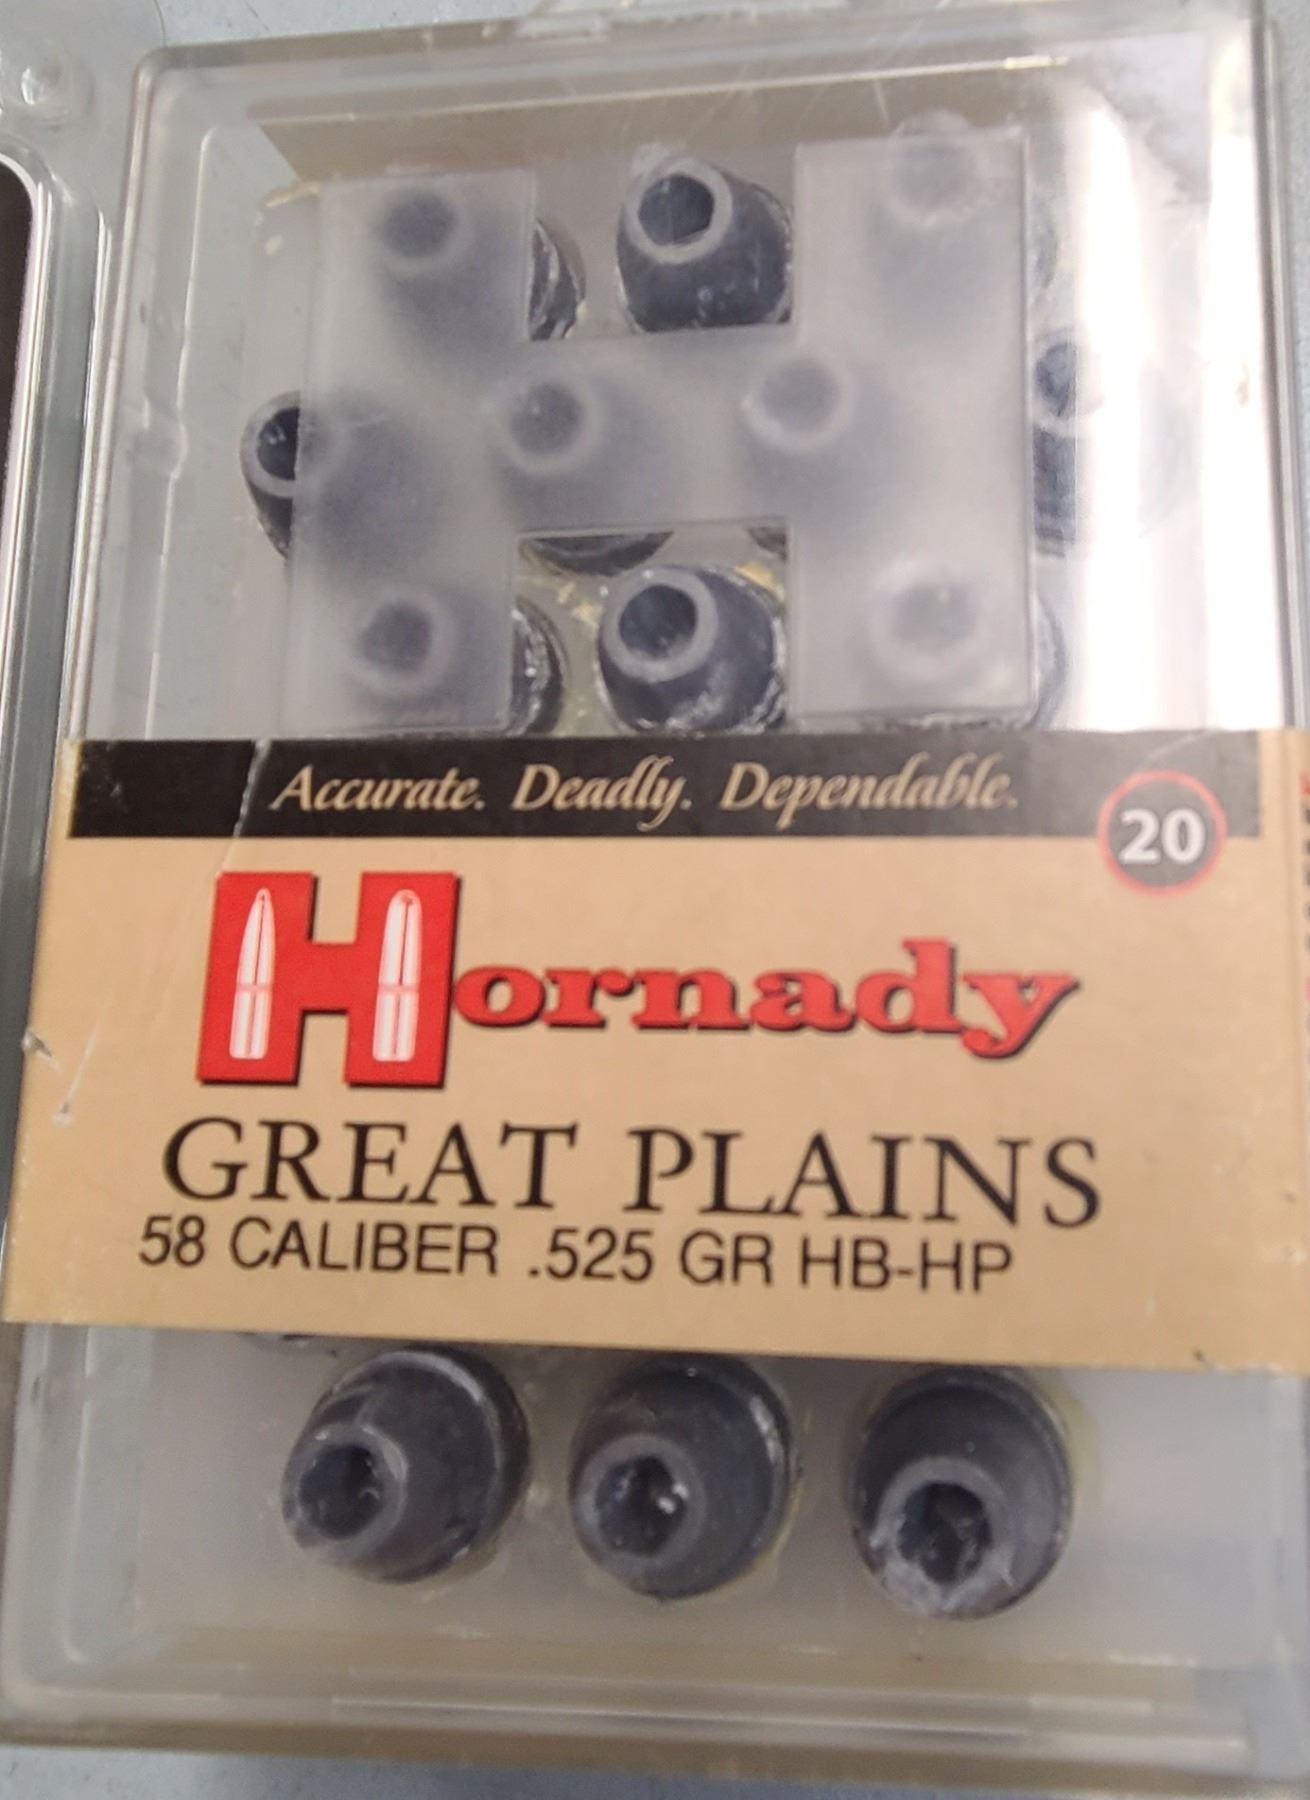 Accurate. Deadly. Dependable.
20
Hornady
GREAT PLAINS
58 CALIBER .525 GR HB-HP